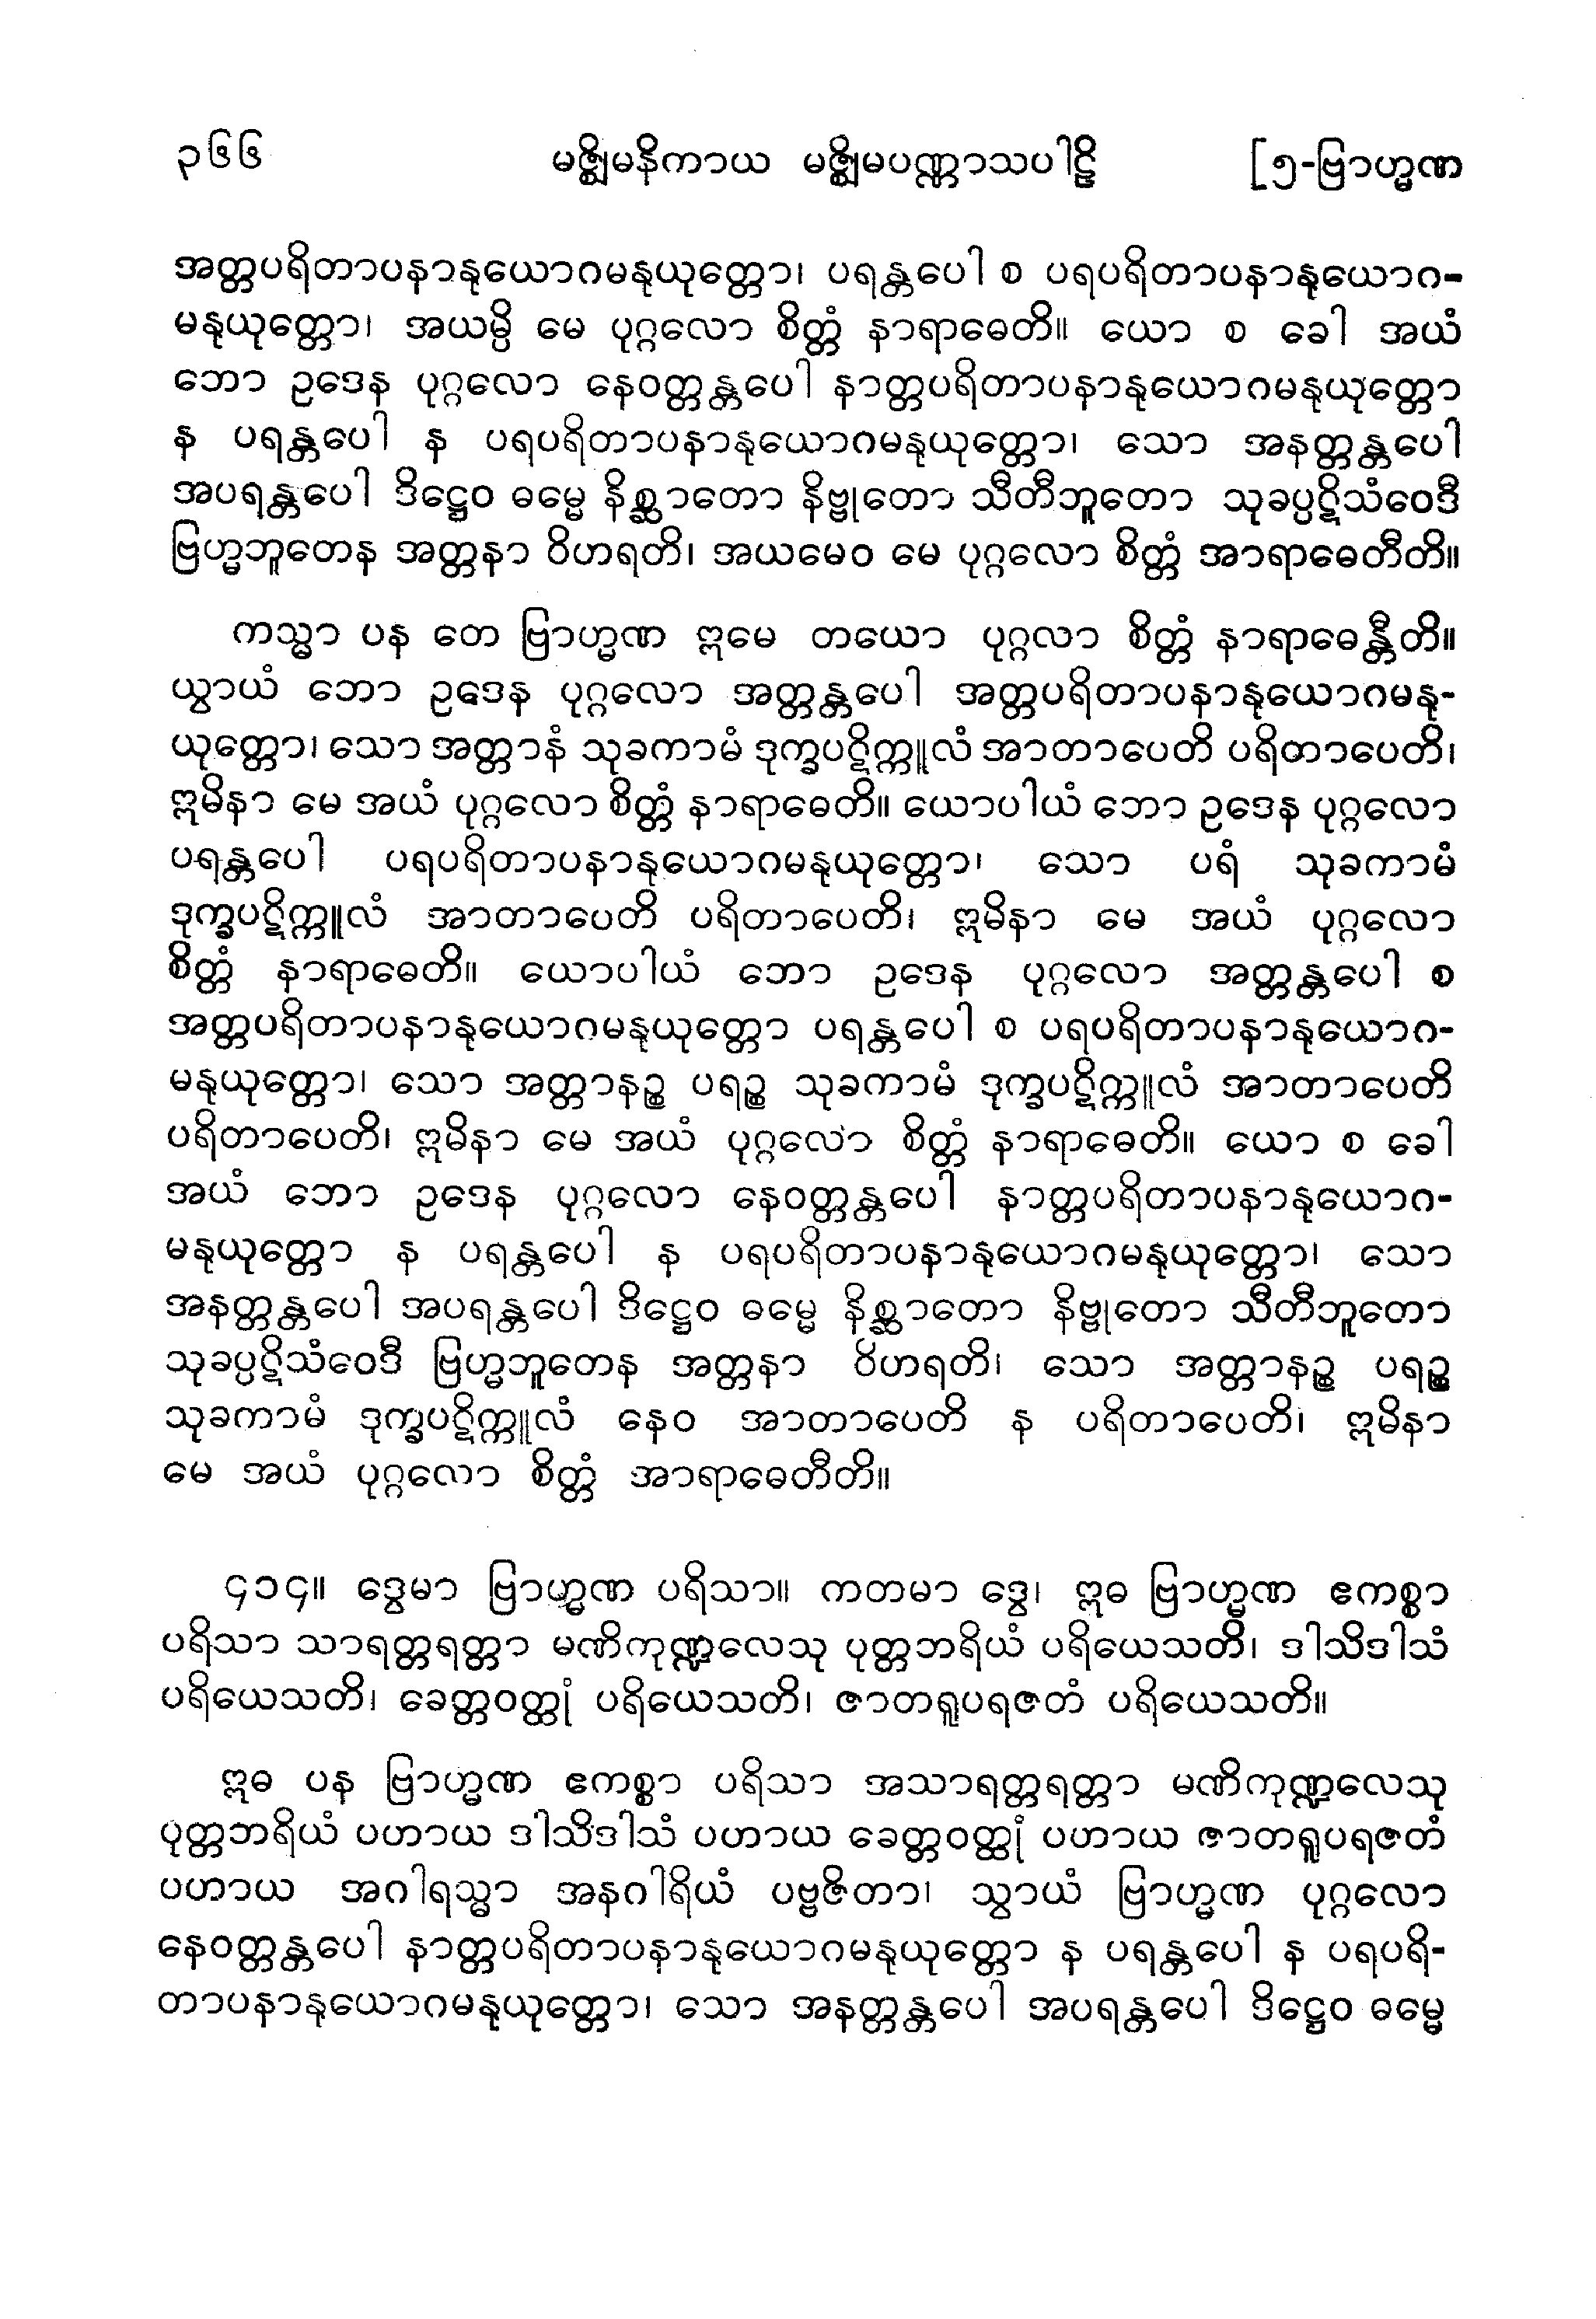 ၃၆၆ မဇ္ဈိမနိကာယ မဇ္ဈိမပဏ္ဏာသပါဠိ [၅-ဗြာဟ္မဏ
အတ္တပရိတာပနာနုယောဂမနုယုတ္တော၊ ပရန္တပေါ စ ပရပရိတာပနာနုယောဂ-
မနုယုတ္တော၊ အယမ္ပိ မေ ပုဂ္ဂလော စိတ္တံ နာရာဓေတိ။ ယော စ ခေါ အယံ
ဘော ဥဒေန ပုဂ္ဂလော နေဝတ္တန္တပေါ နာတ္တပရိတာပနာနုယောဂမနုယုတ္တော
န ပရန္တပေါ န ပရပရိတာပနာနုယောဂမနုယုတ္တော၊ သော အနတ္တန္တပေါ
အပရန္တပေါ ဒိဋ္ဌေဝ ဓမ္မေ နိစ္ဆာတော နိဗ္ဗုတော သီတီဘူတော သုခပ္ပဋိသံဝေဒီ
ဗြဟ္မဘူတေန အတ္တနာ ဝိဟရတိ၊ အယမေဝ မေ ပုဂ္ဂလော စိတ္တံ အာရာဓေတီတိ။
ကသ္မာ ပန တေ ဗြာဟ္မဏ ဣမေ တယော ပုဂ္ဂလာ စိတ္တံ နာရာဓေန္တီတိ။
ယွာယံ ဘော ဥဒေန ပုဂ္ဂလော အတ္တန္တပေါ အတ္တပရိတာပနာနုယောဂမနု-
ယုတ္တော၊ သော အတ္တာနံ သုခကာမံ ဒုက္ခပဋိက္ကူလံ အာတာပေတိ ပရိတာပေတိ၊
ဣမိနာ မေ အယံ ပုဂ္ဂလော စိတ္တံ နာရာဓေတိ။ ယောပါယံ ဘော ဥဒေန ပုဂ္ဂလော
ပရန္တပေါ ပရပရိတာပနာနုယောဂမနုယုတ္တော၊ သော ပရံ သုခကာမံ
ဒုက္ခပဋိက္ကူလံ အာတာပေတိ ပရိတာပေတိ၊ ဣမိနာ မေ အယံ ပုဂ္ဂလော
စိတ္တံ နာရာဓေတိ။ ယောပါယံ ဘော ဥဒေန ပုဂ္ဂလော အတ္တန္တပေါ စ
အတ္တပရိတာပနာနုယောဂမနုယုတ္တော ပရန္တပေါ စ ပရပရိတာပနာနုယောဂ-
မနုယုတ္တော၊ သော အတ္တာနဉ္စ ပရဉ္စ သုခကာမံ ဒုက္ခပဋိက္ကူလံ အာတာပေတိ
ပရိတာပေတိ၊ ဣမိနာ မေ အယံ ပုဂ္ဂလော စိတ္တံ နာရာဓေတိ။ ယော စ ခေါ
အယံ ဘော ဥဒေန ပုဂ္ဂလော နေဝတ္တန္တပေါ နာတ္တပရိတာပနာနုယောဂ-
မနုယုတ္တော န ပရန္တပေါ န ပရပရိတာပနာနုယောဂမနုယုတ္တော၊ သော
အနတ္တန္တပေါ အပရန္တပေါ ဒိဋ္ဌေဝ ဓမ္မေ နိစ္ဆာတော နိဗ္ဗုတော သီတီဘူတော
သုခပ္ပဋိသံဝေဒီ ဗြဟ္မဘူတေန အတ္တနာ ဝိဟရတိ၊ သော အတ္တာနဉ္စ ပရဉ္စ
သုခကာမံ ဒုက္ခပဋိက္ကူလံ နေဝ အာတာပေတိ န ပရိတာပေတိ၊ ဣမိနာ
မေ အယံ ပုဂ္ဂလော စိတ္တံ အာရာဓေတီတိ။
၄၁၄။ ဒွေမာ ဗြာဟ္မဏ ပရိသာ။ ကတမာ ဒွေ၊ ဣဓ ဗြာဟ္မဏ ဧကစ္စာ
ပရိသာ သာရတ္တရတ္တာ မဏိကုဏ္ဍလေသု ပုတ္တဘရိယံ ပရိယေသတိ၊ ဒါသိဒါသံ
ပရိယေသတိ၊ ခေတ္တဝတ္ထုံ ပရိယေသတိ၊ ဇာတရူပရဇတံ ပရိယေသတိ။
ဣဓ ပန ဗြာဟ္မဏ ဧကစ္စာ ပရိသာ အသာရတ္တရတ္တာ မဏိကုဏ္ဍလေသု
ပုတ္တဘရိယံ ပဟာယ ဒါသိဒါသံ ပဟာယ ခေတ္တဝတ္ထုံ ပဟာယ ဇာတရူပရဇတံ
ပဟာယ အဂါရသ္မာ အနဂါရိယံ ပဗ္ဗဇိတာ၊ သွာယံ ဗြာဟ္မဏ ပုဂ္ဂလော
နေဝတ္တန္တပေါ နာတ္တပရိတာပနာနုယောဂမနုယုတ္တော န ပရန္တပေါ န ပရပရိ-
တာပနာနုယောဂမနုယုတ္တော၊ သော အနတ္တန္တပေါ အပရန္တပေါ ဒိဋ္ဌေဝ ဓမ္မေ